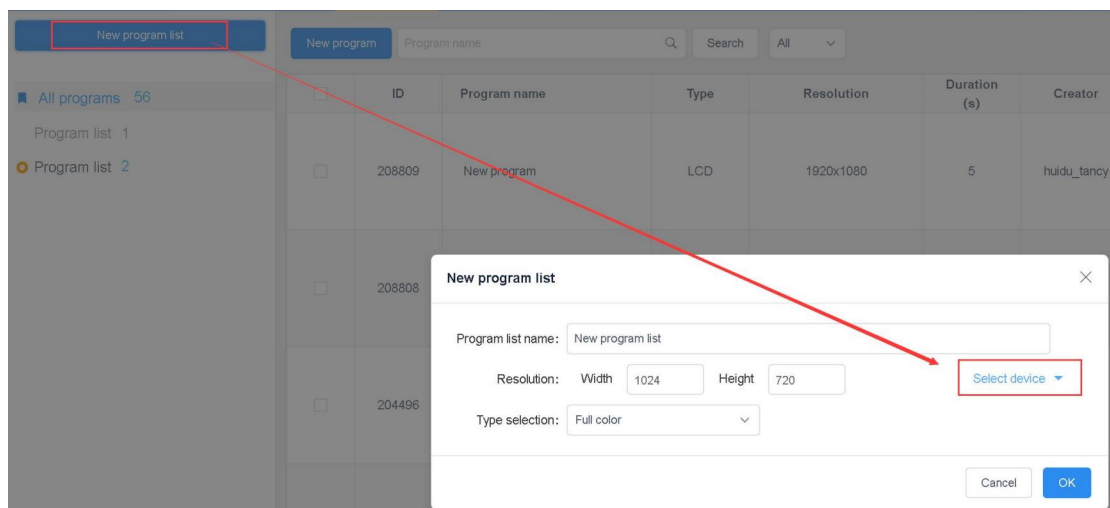 New program list
New program
Program name
Search
All
All programs 56
Program list 1
Program list 2
ID
Program name
Type
Resolution
Duration
(s)
Creator
208809
New program
LCD
1920x1080
5
huidu_tancy
208808
204496
New program list
Program list name:
New program list
Resolution:
Width
1024
Height
720
Select device
Type selection:
Full color
Cancel
OK